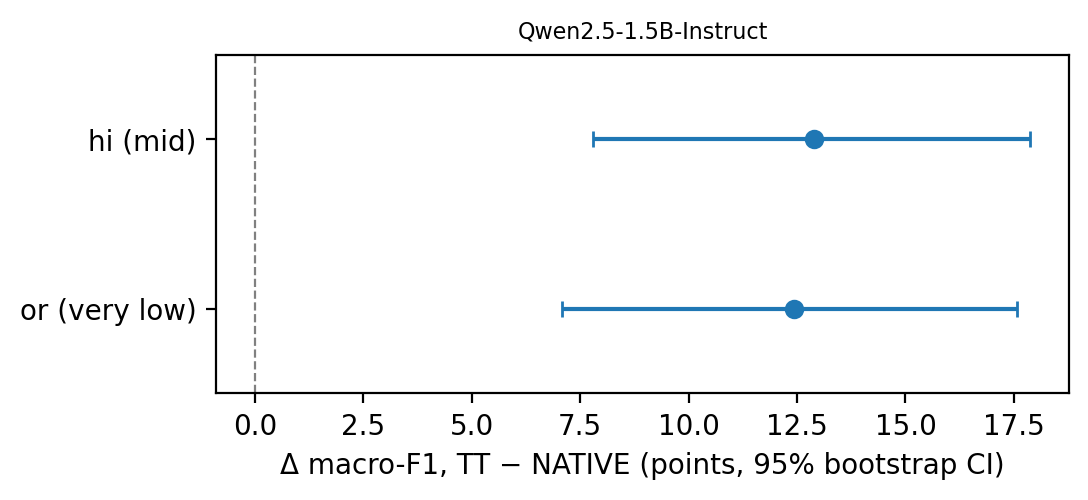 Qwen2.5-1.5B-Instruct
hi (mid)
or (very low)
0.0 2.5 5.0 7.5 10.0 12.5 15.0 17.5
Δ macro-F1, TT − NATIVE (points, 95% bootstrap CI)